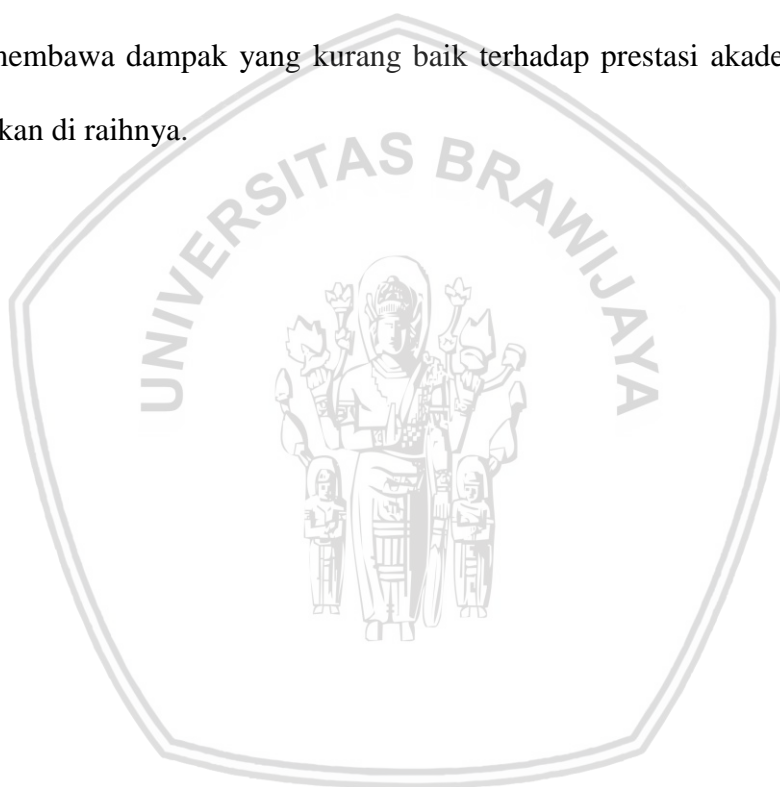 membawa dampak yang kurang baik terhadap prestasi akade
kan di raihnya.
UNIVERSITAS BRAWIJAYA